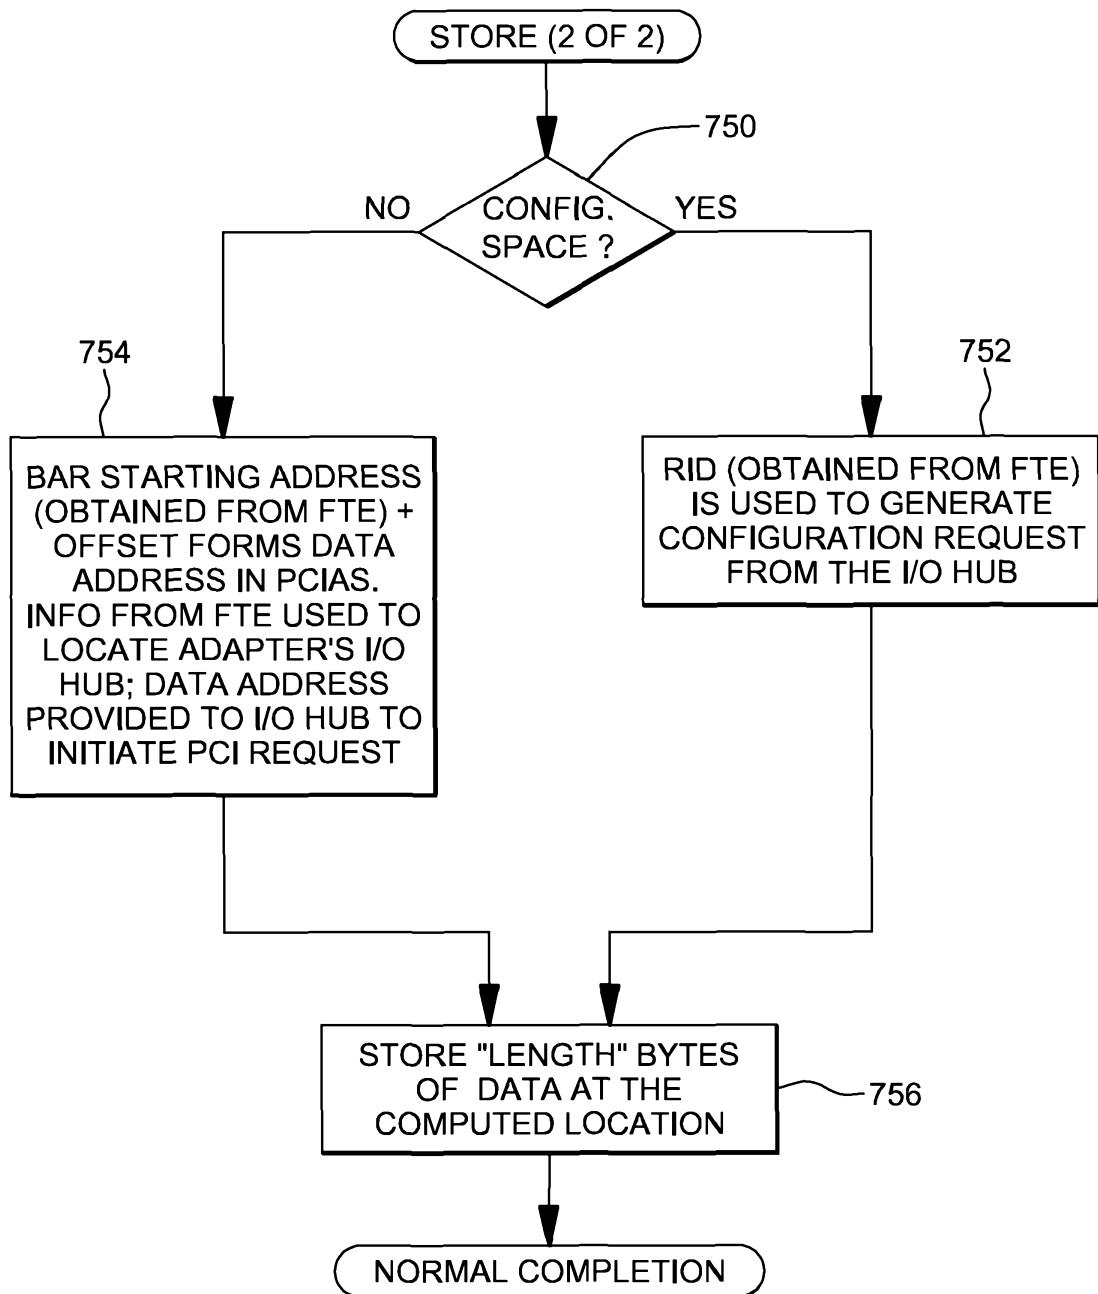 STORE (2 OF 2)
750
NO
CONFIG.
SPACE ?
YES
754
BAR STARTING ADDRESS
(OBTAINED FROM FTE) +
OFFSET FORMS DATA
ADDRESS IN PCIAS.
INFO FROM FTE USED TO
LOCATE ADAPTER'S I/O
HUB; DATA ADDRESS
PROVIDED TO I/O HUB TO
INITIATE PCI REQUEST
752
RID (OBTAINED FROM FTE)
IS USED TO GENERATE
CONFIGURATION REQUEST
FROM THE I/O HUB
STORE "LENGTH" BYTES
OF DATA AT THE
COMPUTED LOCATION
756
NORMAL COMPLETION